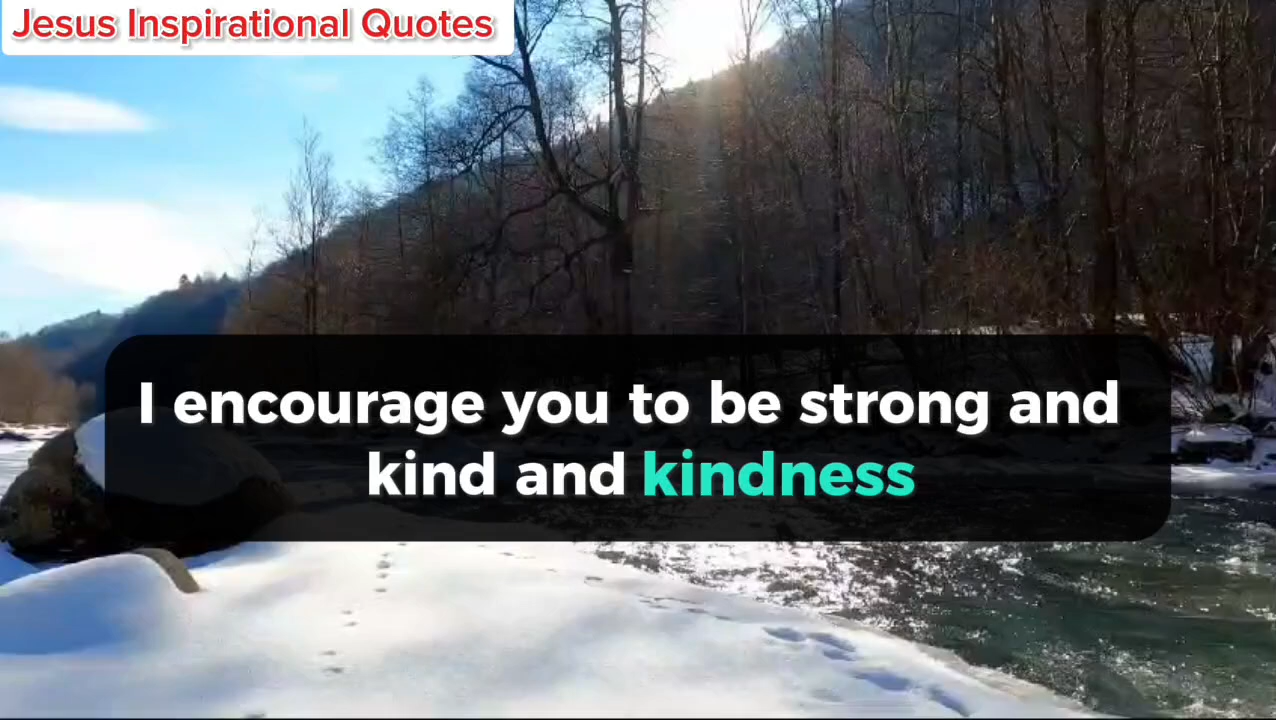 Jesus Inspirational Quotes
I encourage you to be strong and
kind and kindness